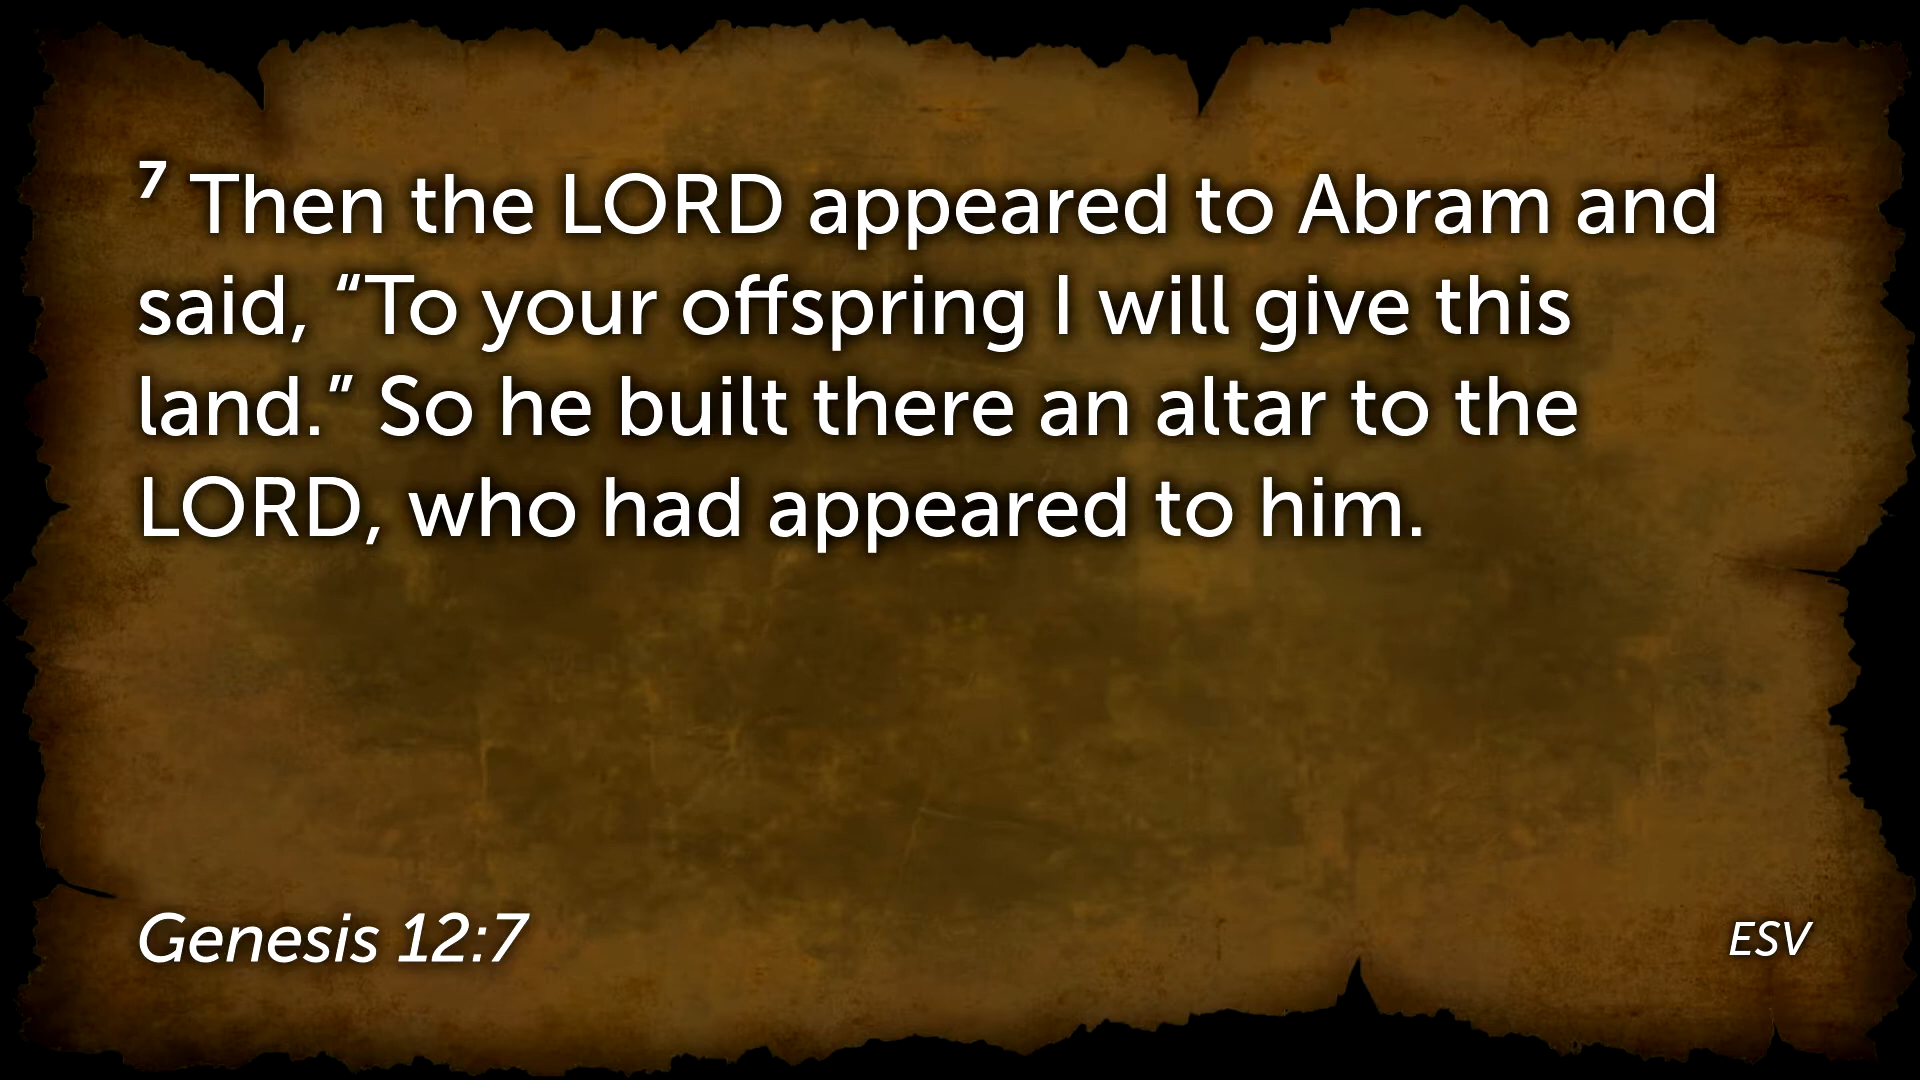 ⁷ Then the LORD appeared to Abram and
said, “To your offspring I will give this
land.” So he built there an altar to the
LORD, who had appeared to him.
Genesis 12:7
ESV